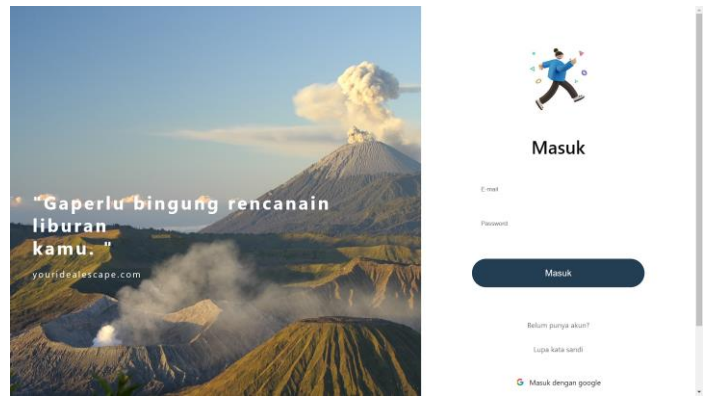 "Gaperlu bingung rencanain
liburan
kamu. "
youridealescape.com
Masuk
E-mail
Password
Masuk
Belum punya akun?
Lupa kata sandi
Masuk dengan google